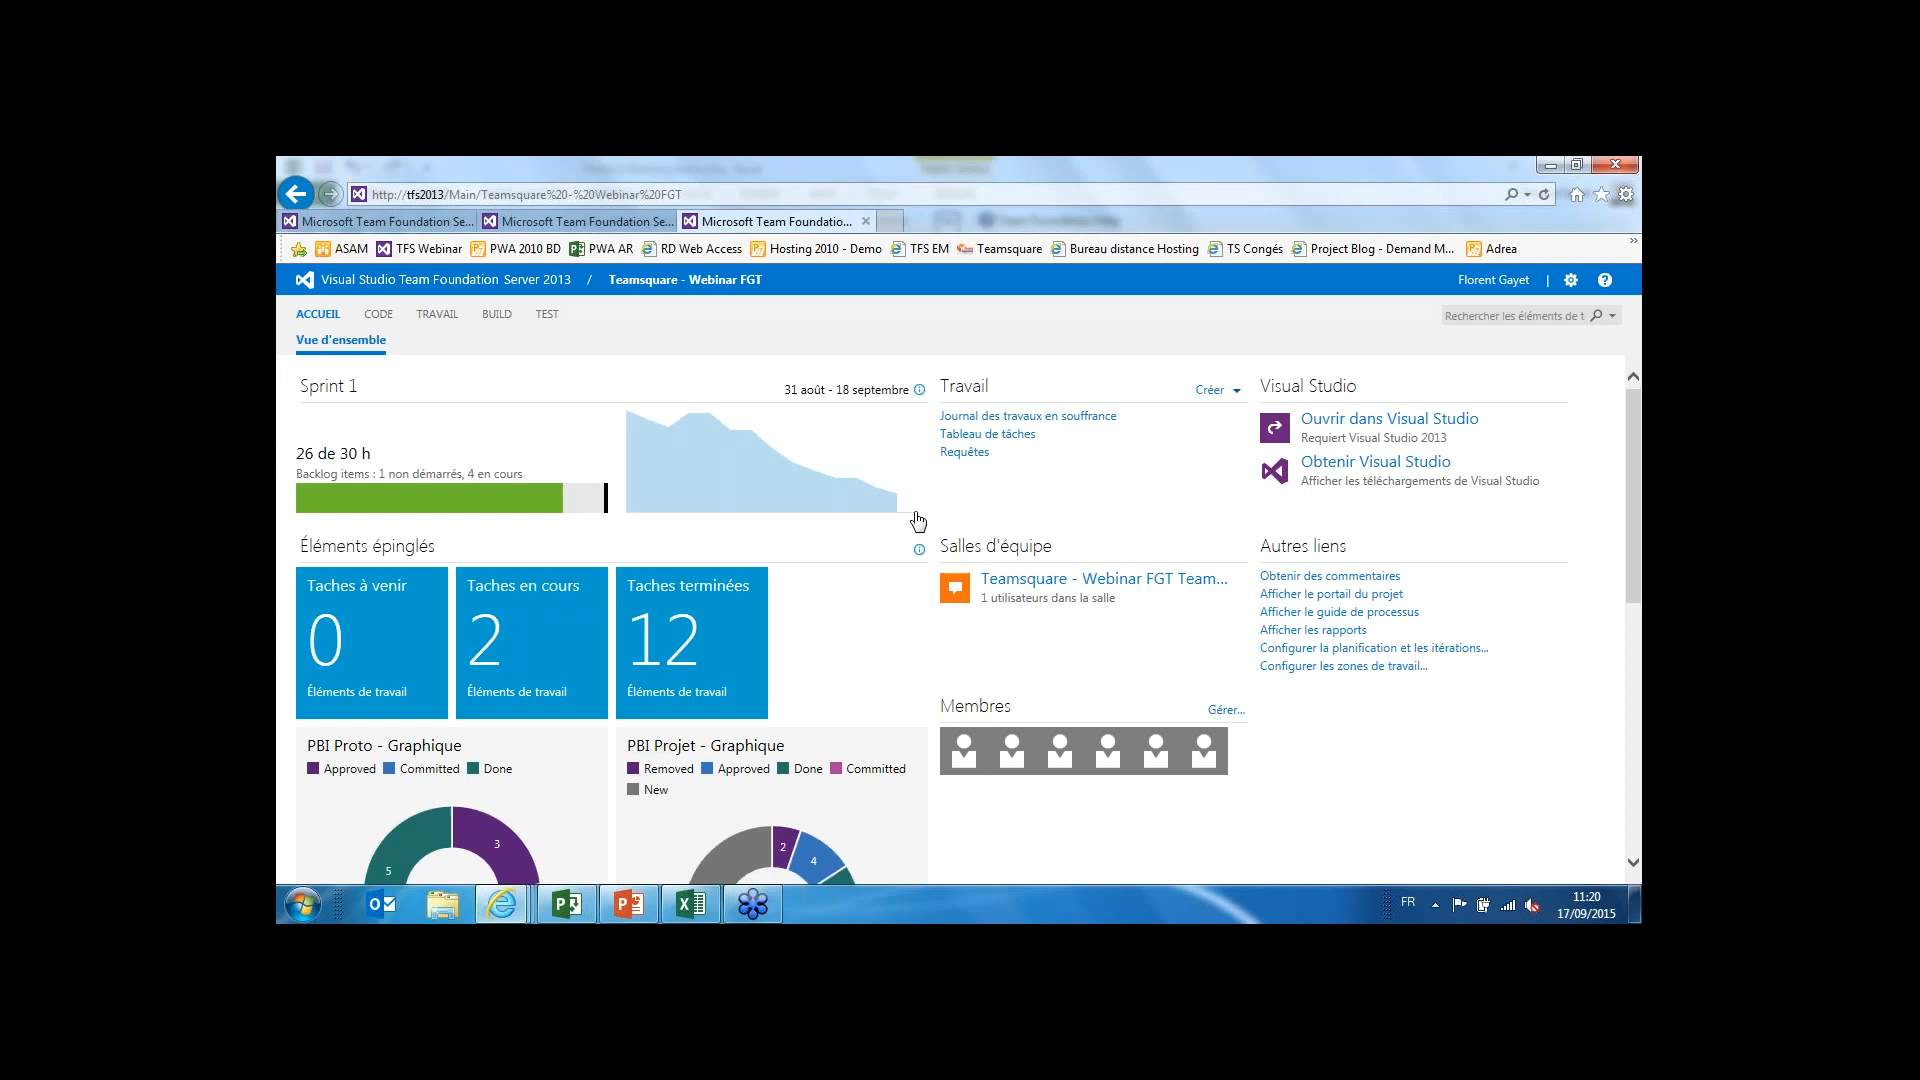 http://tfs2013/Main/Teamsquare%20-%20Webinar%20FGT
Microsoft Team Foundation Se... Microsoft Team Foundation Se... Microsoft Team Foundatio...
ASAM TFS Webinar PWA 2010 BD PWA AR RD Web Access Hosting 2010 - Demo TFS EM Teamsquare Bureau distance Hosting TS Congés Project Blog - Demand M... Adrea
Visual Studio Team Foundation Server 2013 / Teamsquare - Webinar FGT Florent Gayet |
ACCUEIL CODE TRAVAIL BUILD TEST
Rechercher les éléments de t
Vue d'ensemble
Sprint 1
31 août - 18 septembre
26 de 30 h
Backlog items : 1 non démarrés, 4 en cours
Travail
Créer
Journal des travaux en souffrance
Tableau de tâches
Requêtes
Visual Studio
Ouvrir dans Visual Studio
Requiert Visual Studio 2013
Obtenir Visual Studio
Afficher les téléchargements de Visual Studio
Éléments épinglés
Taches à venir
0
Éléments de travail
Taches en cours
2
Éléments de travail
Taches terminées
12
Éléments de travail
Salles d'équipe
Teamsquare - Webinar FGT Team...
1 utilisateurs dans la salle
Autres liens
Obtenir des commentaires
Afficher le portail du projet
Afficher le guide de processus
Afficher les rapports
Configurer la planification et les itérations...
Configurer les zones de travail...
Membres
Gérer...
PBI Proto - Graphique
Approved Committed Done
5
3
PBI Projet - Graphique
Removed Approved Done Committed
New
2
4
FR
11:20
17/09/2015